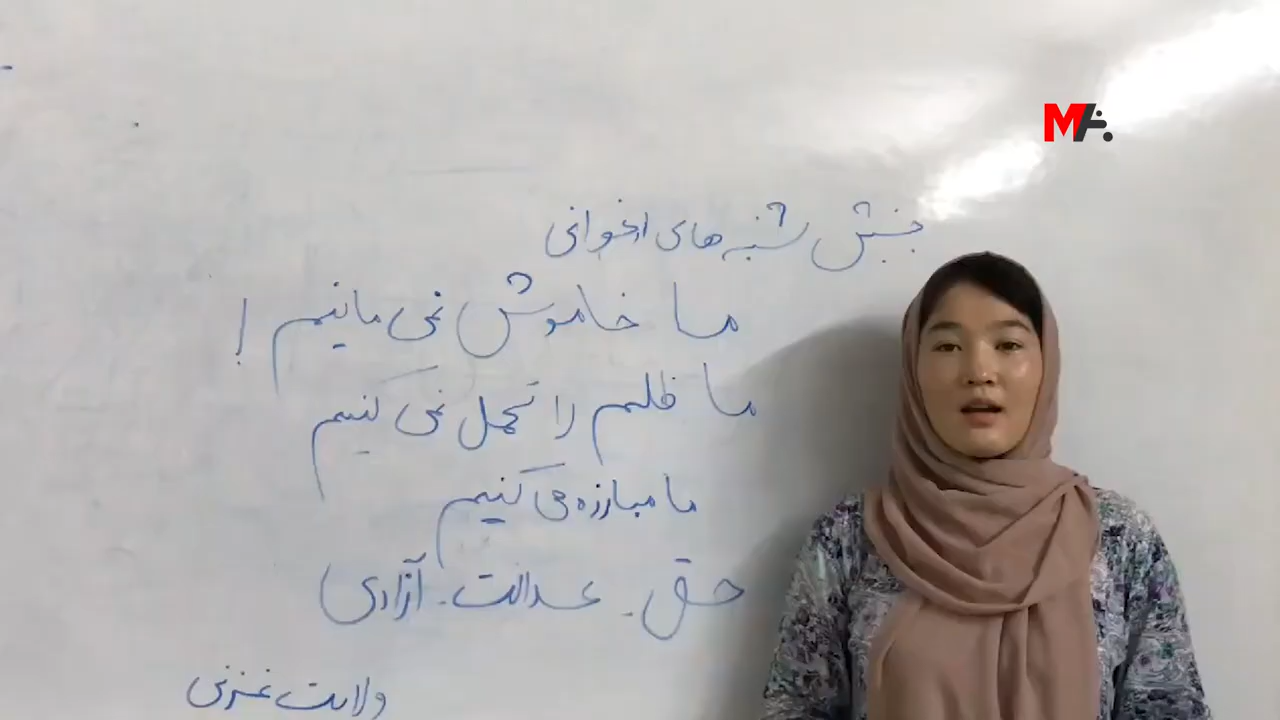 جنبش شنبه های ارغوانی
ما خاموش نمی مانیم !
ما ظلم را تحمل نمی کنیم
ما مبارزه می کنیم
حق - عدالت - آزادی
ولایت غزنی
MA